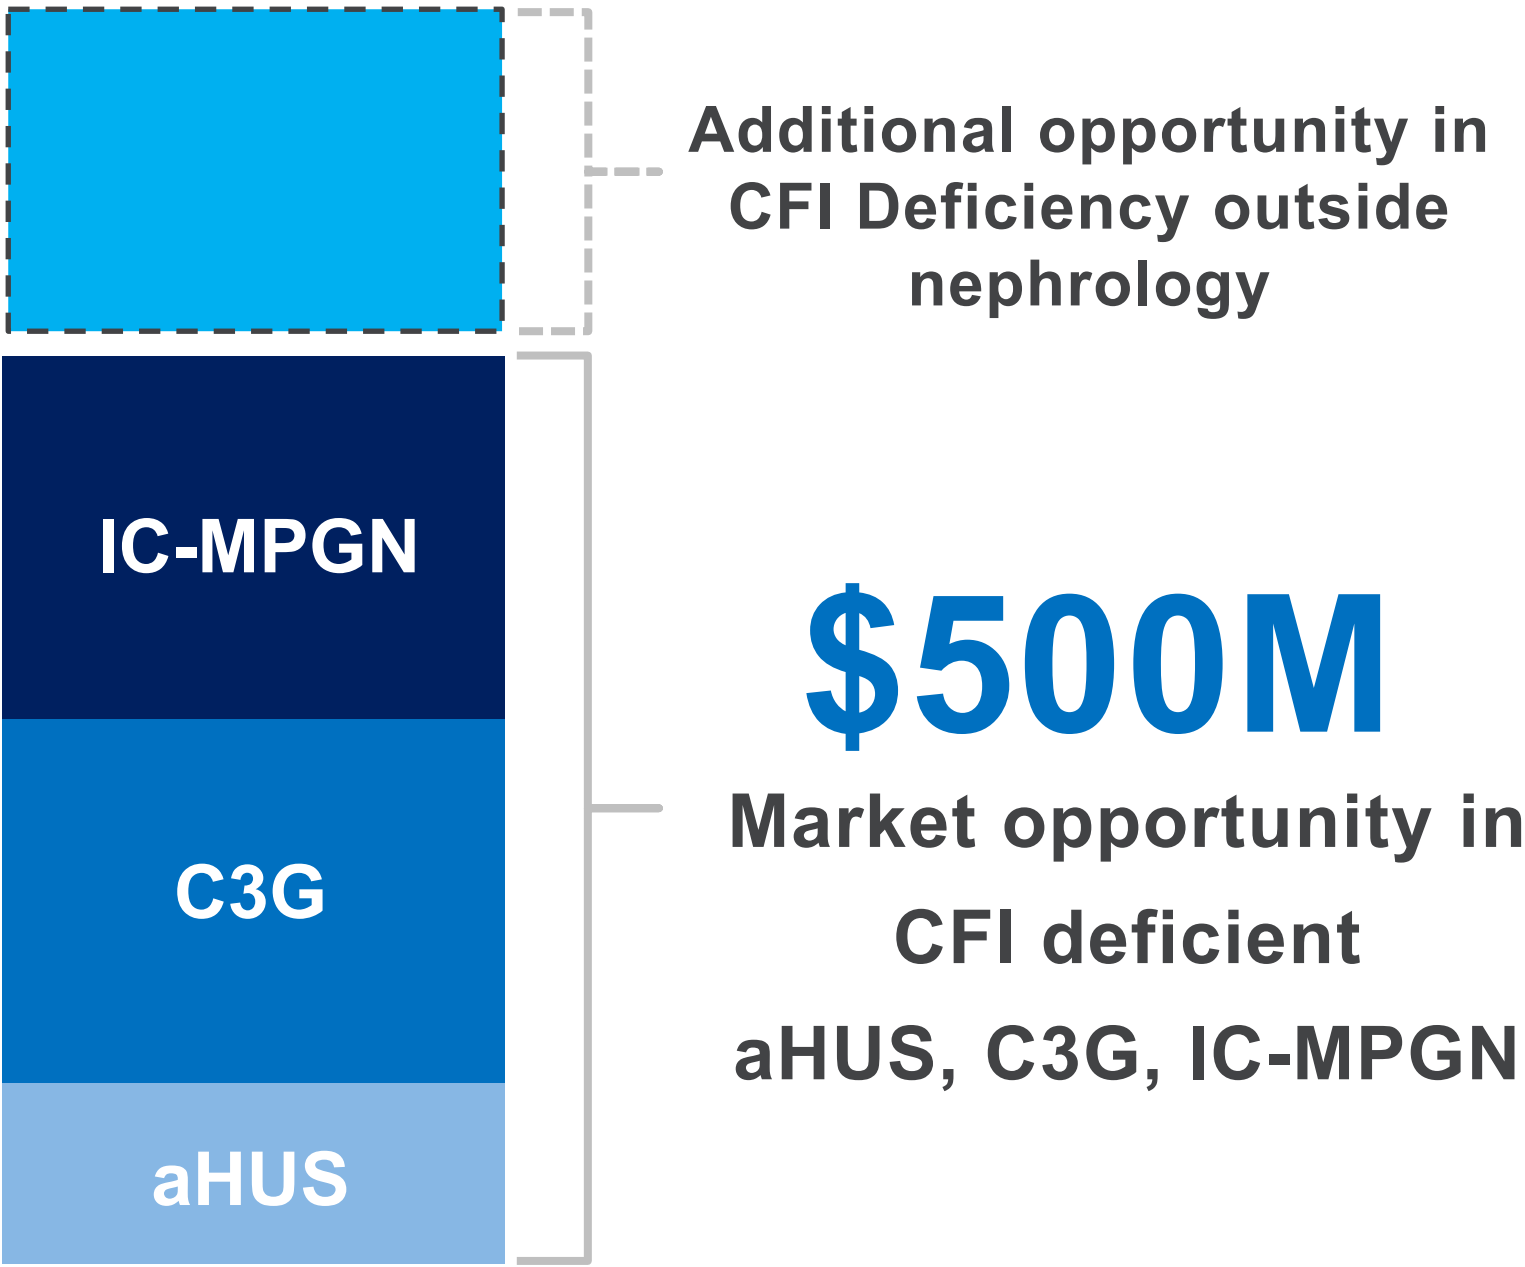 Additional opportunity in
CFI Deficiency outside
nephrology
IC-MPGN
C3G
aHUS
$500M
Market opportunity in
CFI deficient
aHUS, C3G, IC-MPGN